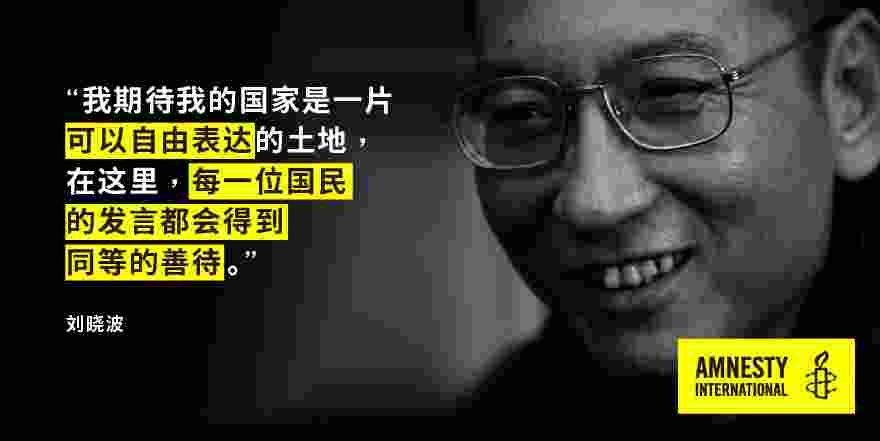 “我期待我的国家是一片
可以自由表达的土地，
在这里，每一位国民
的发言都会得到
同等的善待。”
刘晓波
AMNESTY
INTERNATIONAL